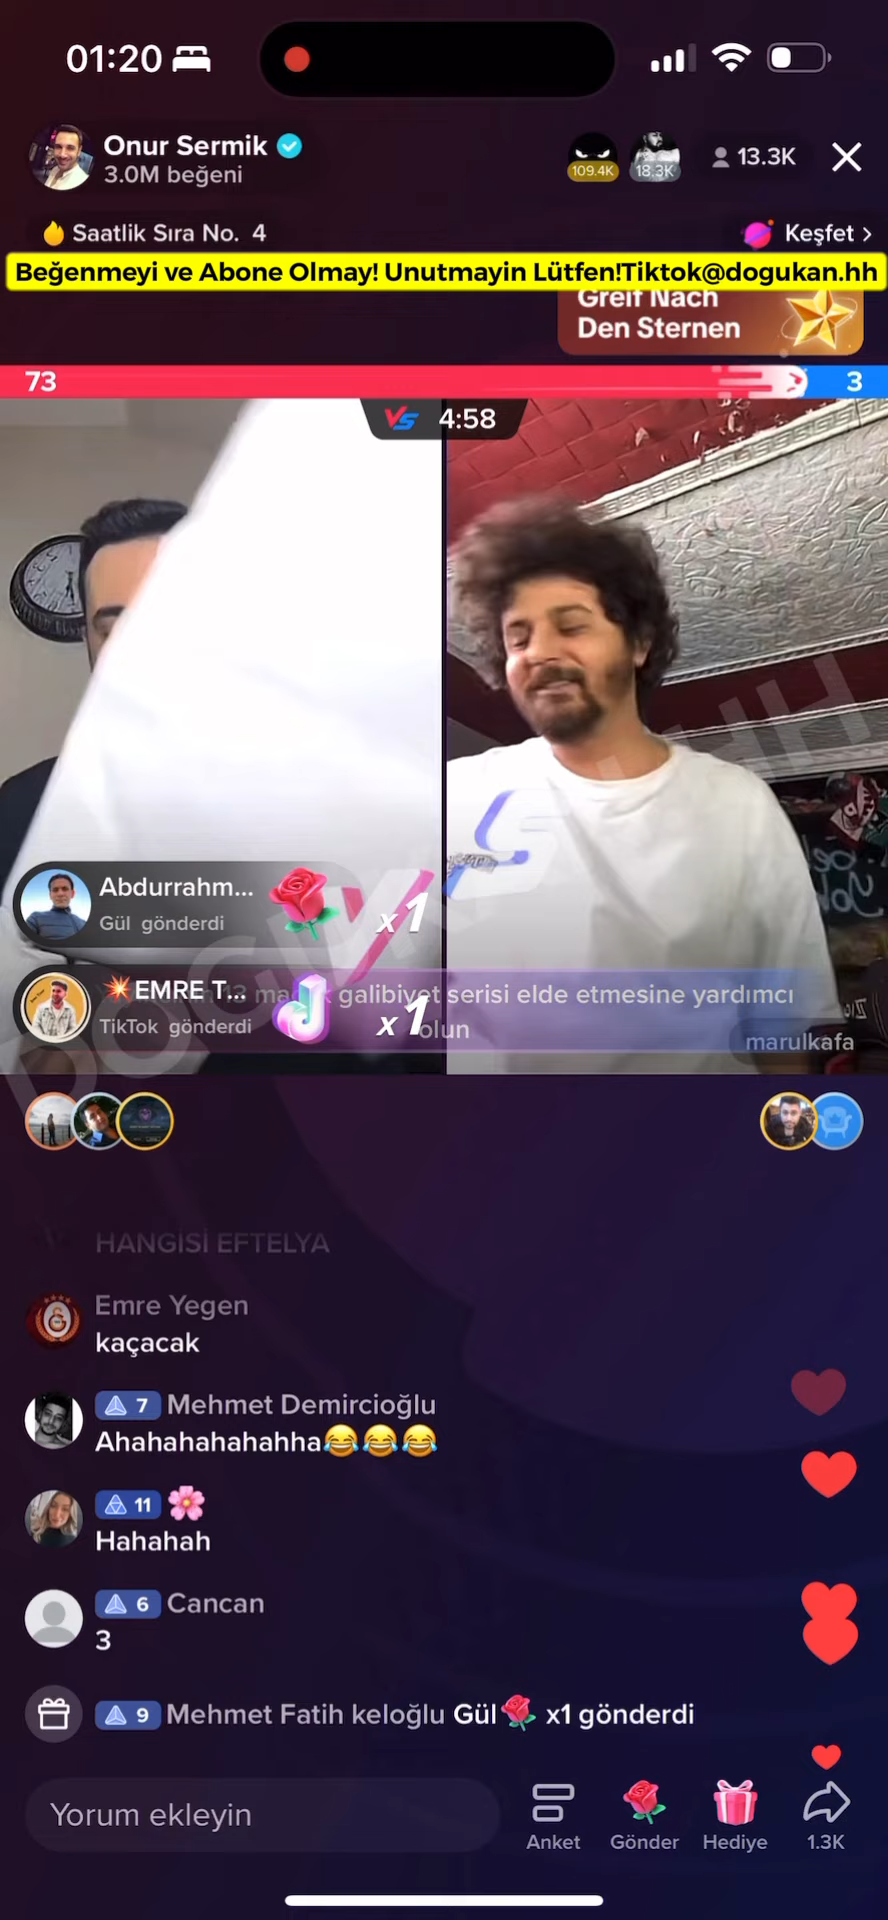 01:20
Onur Sermik
3.0M beğeni
109.4K
18.3K
13.3K
Saatlik Sıra No. 4
Keşfet >
Beğenmeyi ve Abone Olmay! Unutmayin Lütfen!Tiktok@dogukan.hh
Greif Nach
Den Sternen
73
3
VS 4:58
Abdurrahm...
Gül gönderdi
x1
EMRE T...
TikTok gönderdi
x1
galibiyet serisi elde etmesine yardımcı
olun
marulkafa
HANGİSİ EFTELYA
Emre Yegen
kaçacak
7 Mehmet Demircioğlu
Ahahahahahahha😂😂😂
11 🌸
Hahahah
6 Cancan
3
9 Mehmet Fatih keloğlu Gül🌹 x1 gönderdi
Yorum ekleyin
Anket
Gönder
Hediye
1.3K